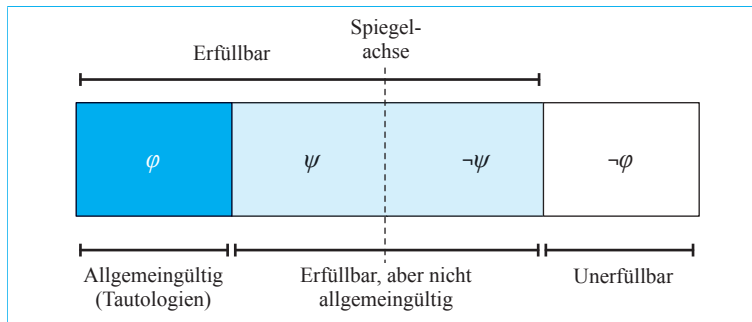 Spiegel-
achse
Erfüllbar
φ ψ ¬ψ ¬φ
Allgemeingültig
(Tautologien)
Erfüllbar, aber nicht
allgemeingültig
Unerfüllbar